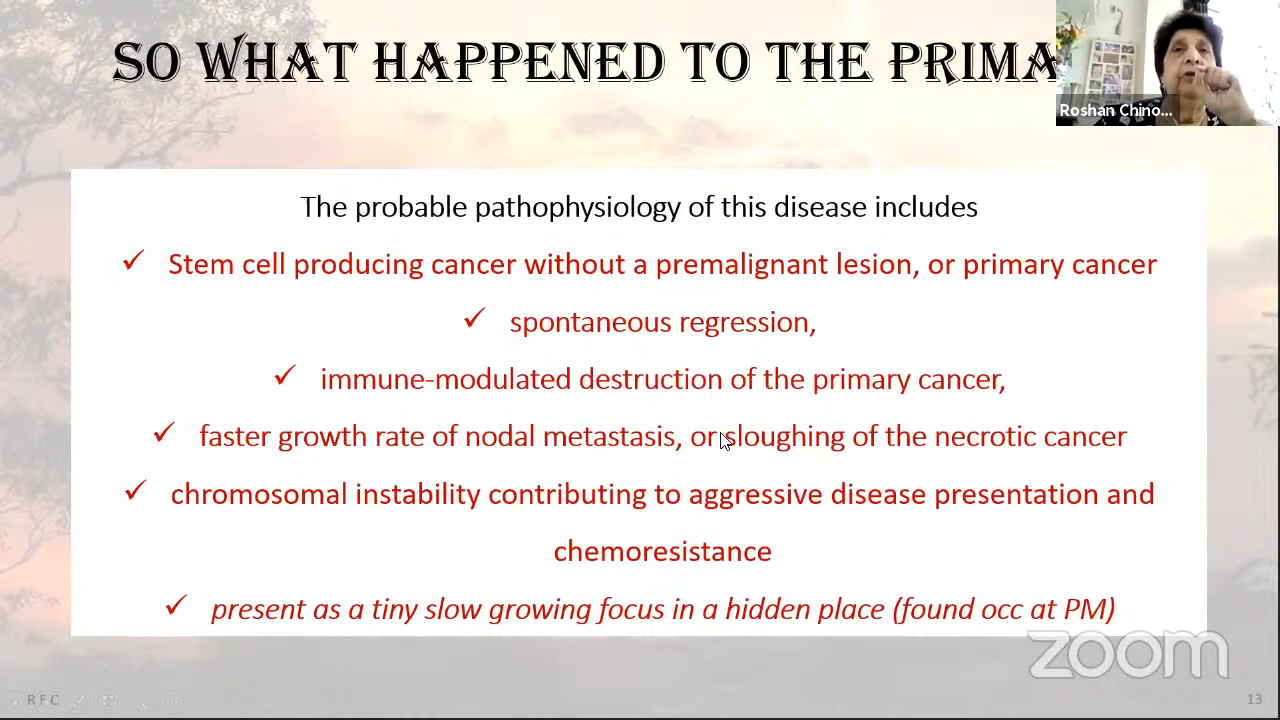 SO WHAT HAPPENED TO THE PRIMA
Roshan Chino...
The probable pathophysiology of this disease includes
✓ Stem cell producing cancer without a premalignant lesion, or primary cancer
✓ spontaneous regression,
✓ immune-modulated destruction of the primary cancer,
✓ faster growth rate of nodal metastasis, or sloughing of the necrotic cancer
✓ chromosomal instability contributing to aggressive disease presentation and
chemoresistance
✓ present as a tiny slow growing focus in a hidden place (found occ at PM)
zoom
RFC
13